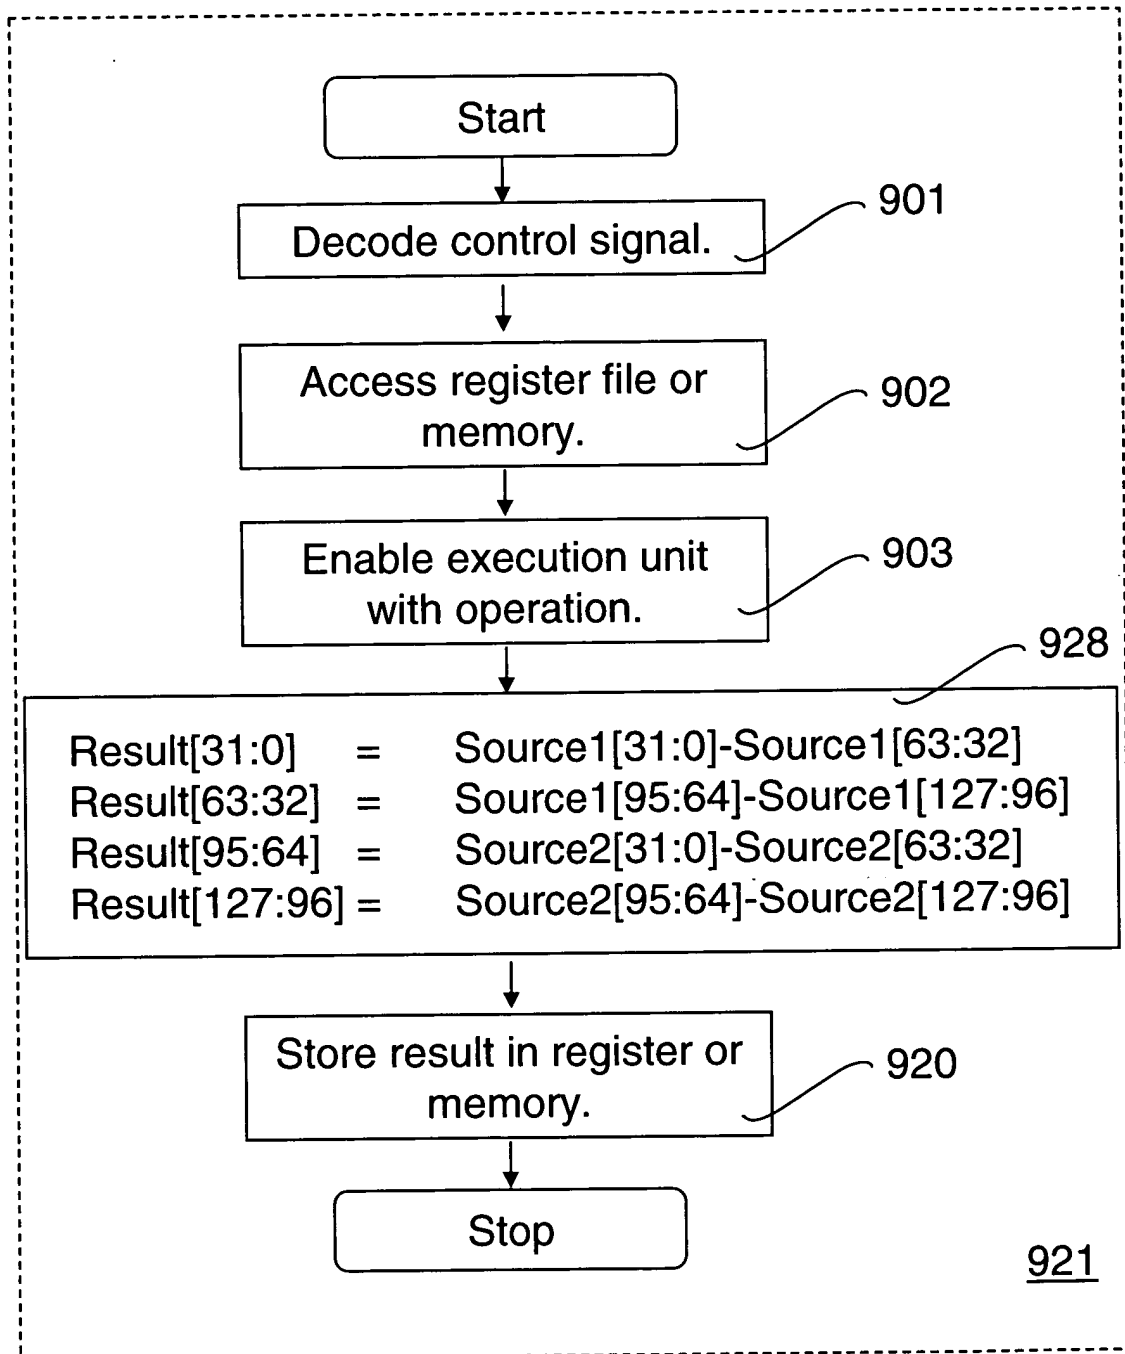 Start
Decode control signal.
901
Access register file or
memory.
902
Enable execution unit
with operation.
903
928
Result[31:0] = Source1[31:0]-Source1[63:32]
Result[63:32] = Source1[95:64]-Source1[127:96]
Result[95:64] = Source2[31:0]-Source2[63:32]
Result[127:96] = Source2[95:64]-Source2[127:96]
Store result in register or
memory.
920
Stop
921